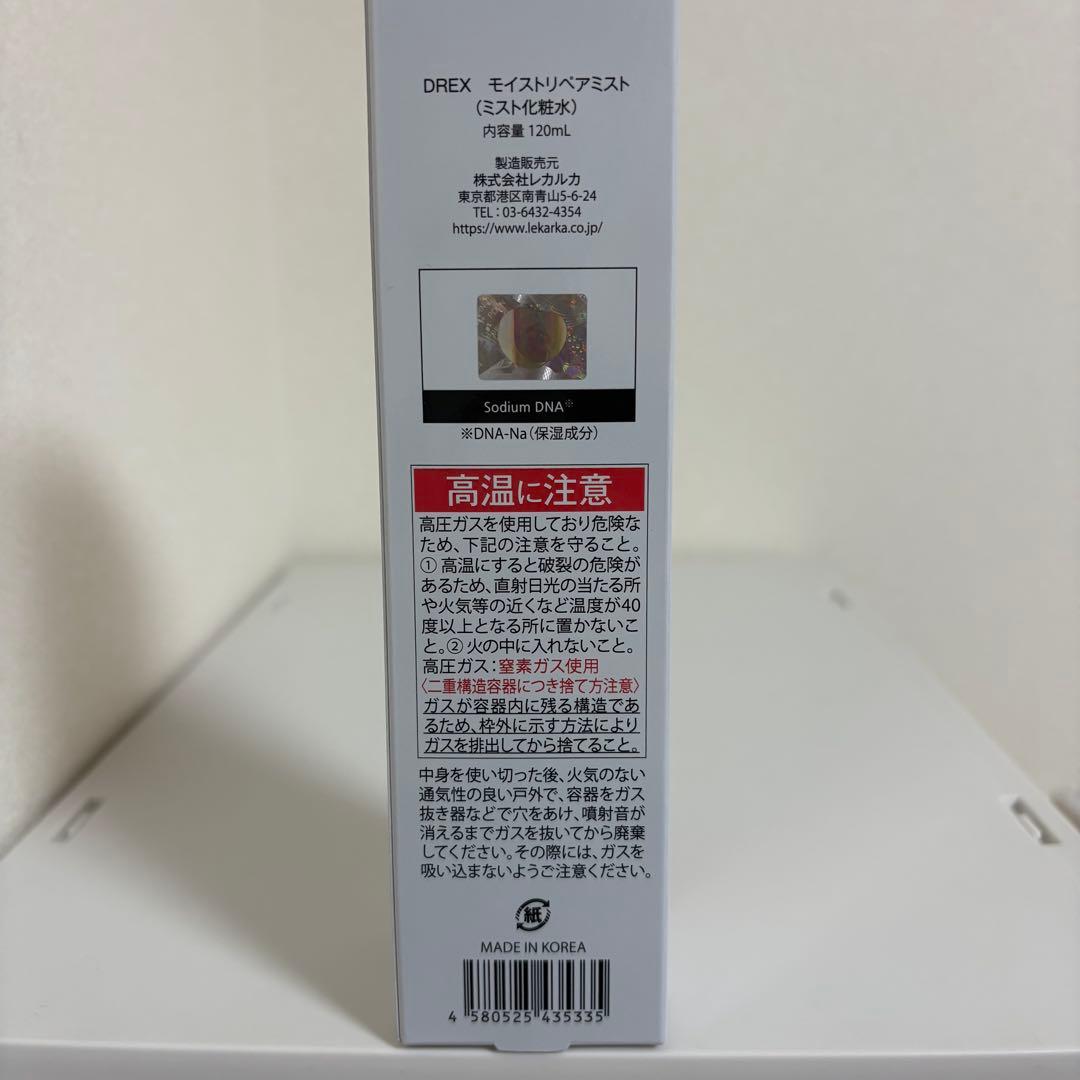 DREX モイストリペアミスト
（ミスト化粧水）
内容量 120mL
製造販売元
株式会社レカルカ
東京都港区南青山5-6-24
TEL：03-6432-4354
https://www.lekarka.co.jp/
Sodium DNA※
※DNA-Na（保湿成分）
高温に注意
高圧ガスを使用しており危険な
ため、下記の注意を守ること。
①高温にすると破裂の危険が
あるため、直射日光の当たる所
や火気等の近くなど温度が40
度以上となる所に置かないこ
と。②火の中に入れないこと。
高圧ガス：窒素ガス使用
〈二重構造容器につき捨て方注意〉
ガスが容器内に残る構造であ
るため、枠外に示す方法により
ガスを排出してから捨てること。
中身を使い切った後、火気のない
通気性の良い戸外で、容器をガス
抜き器などで穴をあけ、噴射音が
消えるまでガスを抜いてから廃棄
してください。その際には、ガスを
吸い込まないようご注意ください。
紙
MADE IN KOREA
4 580525 435335